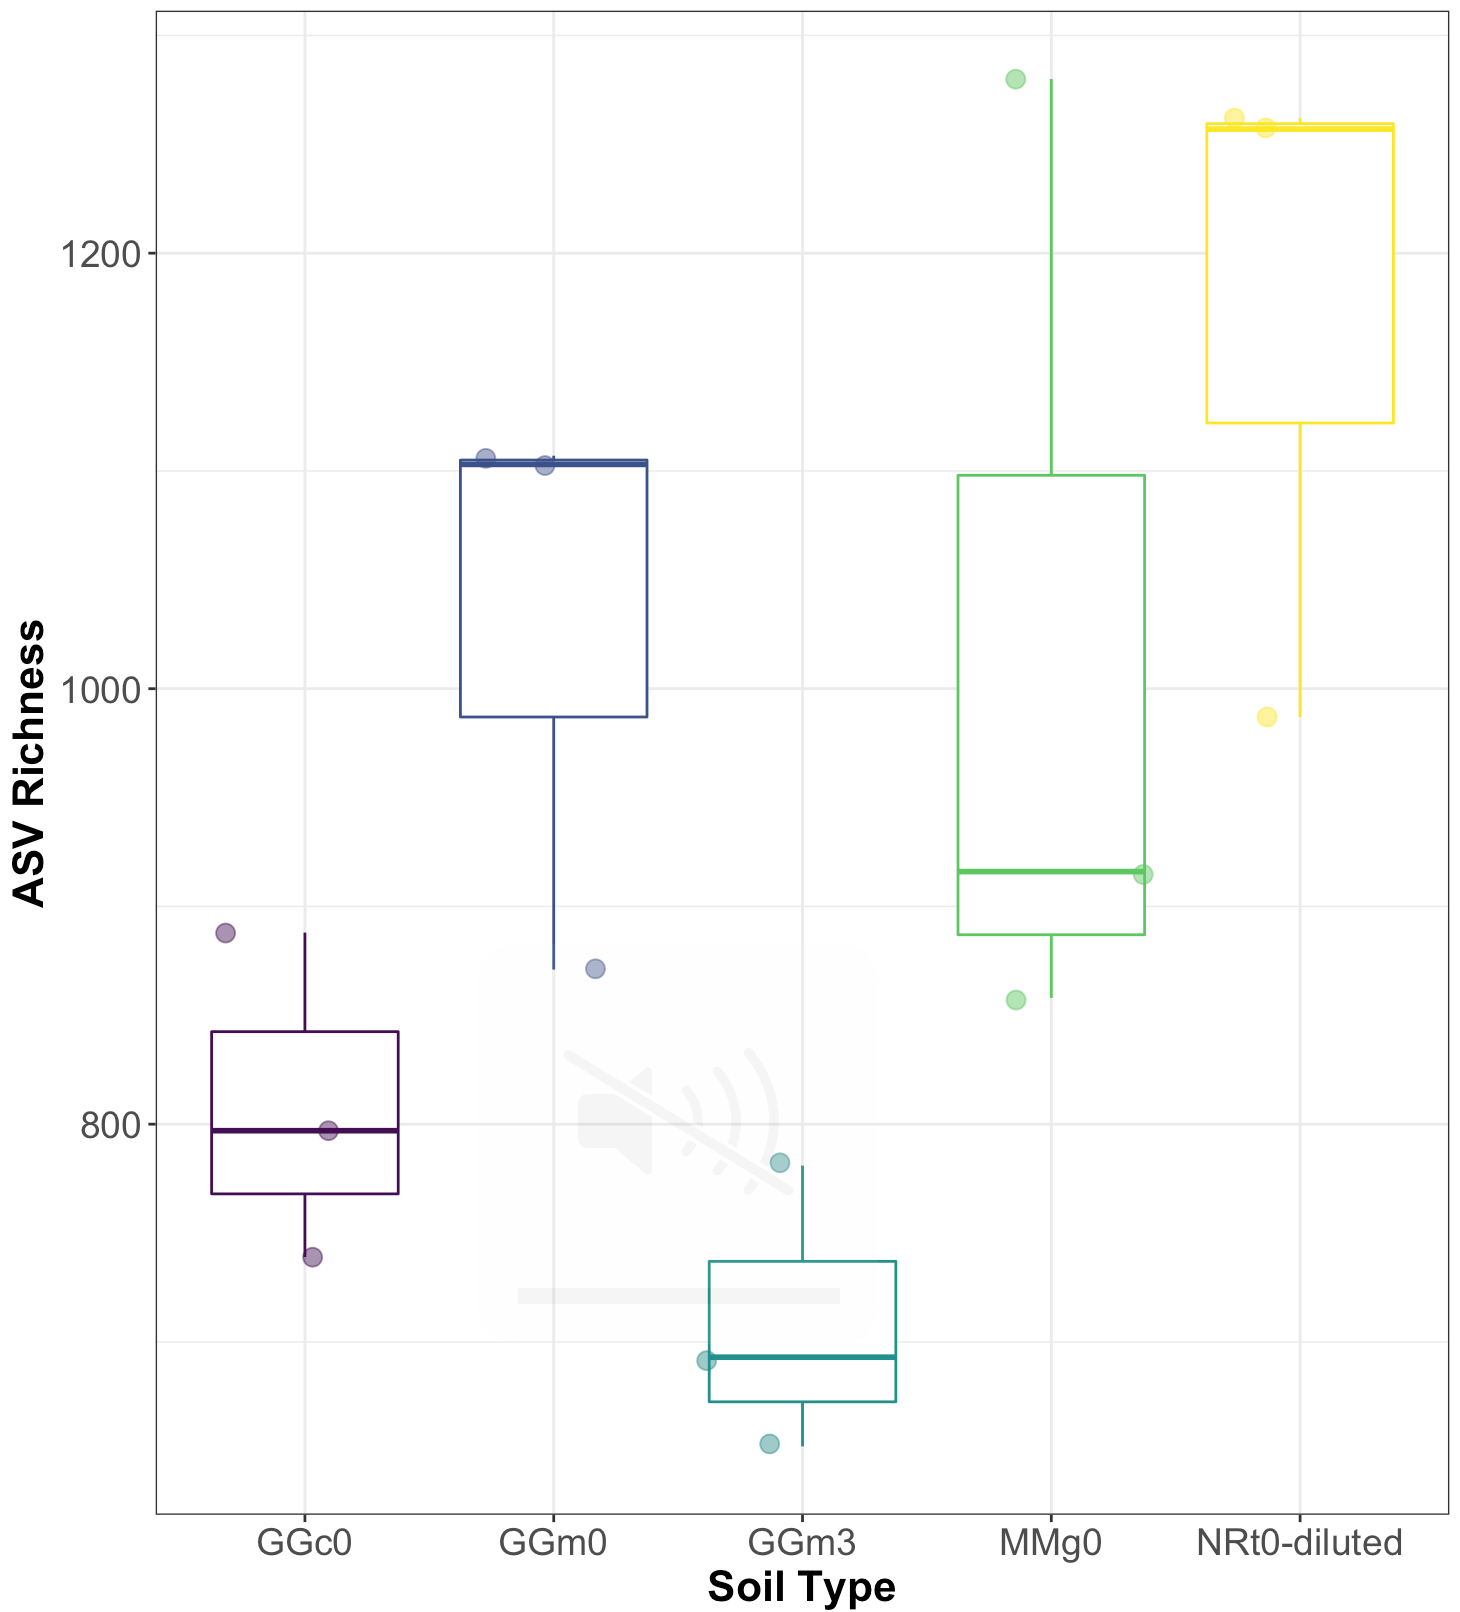 ASV Richness
1200
1000
800
GGc0 GGm0 GGm3 MMg0 NRt0-diluted
Soil Type